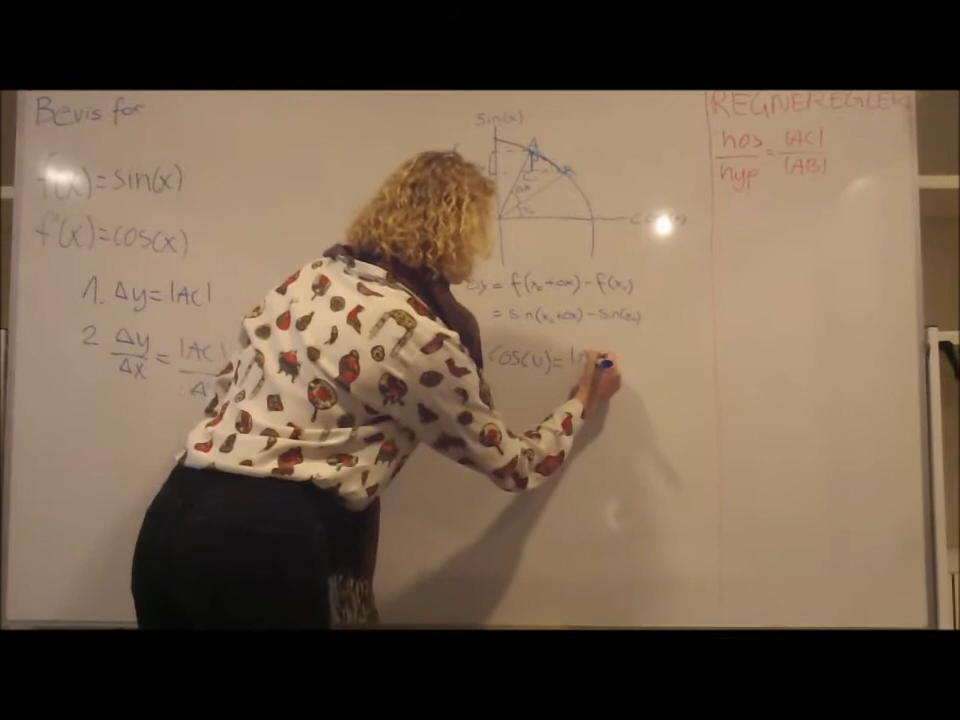 Bevis for
f(x)=sin(x)
f'(x)=cos(x)
1. Δy=|AC|
2 Δy/Δx = |AC|/Δ
sin(x)
A
C
Δy = f(x₀+Δx)-f(x₀)
= sin(x₀+Δx)-sin(x₀)
cos(v)=|A
REGNEREGLER
hos/hyp = |AC|/|AB|